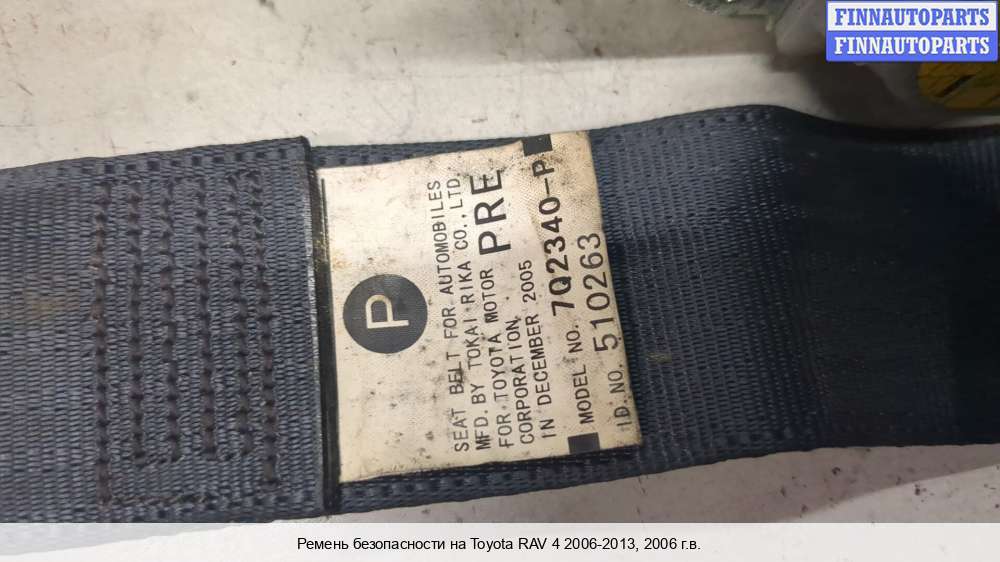 FINNAUTOPARTS
FINNAUTOPARTS
P
SEAT BELT FOR AUTOMOBILES
MFD. BY TOKAI RIKA CO., LTD.
FOR TOYOTA MOTOR PRE
CORPORATION,
IN DECEMBER 2005
MODEL NO. 7Q2340-P
I.D.NO. 510263
Ремень безопасности на Toyota RAV 4 2006-2013, 2006 г.в.